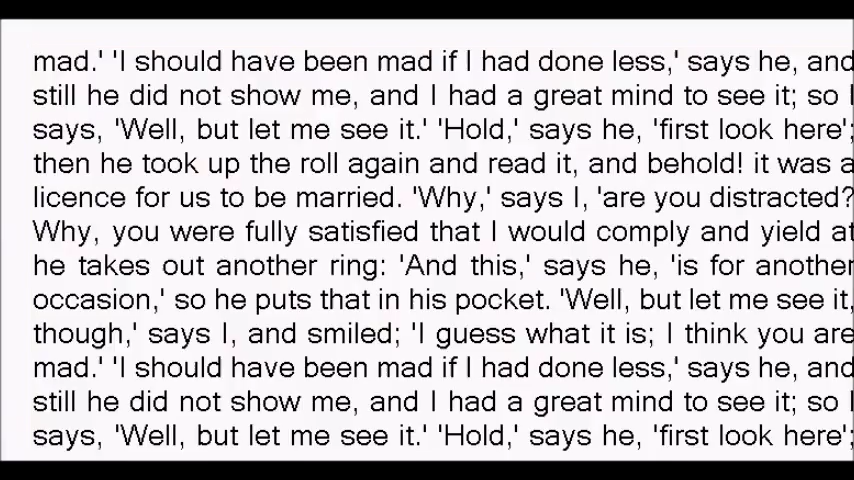 mad.' 'I should have been mad if I had done less,' says he, and
still he did not show me, and I had a great mind to see it; so I
says, 'Well, but let me see it.' 'Hold,' says he, 'first look here';
then he took up the roll again and read it, and behold! it was a
licence for us to be married. 'Why,' says I, 'are you distracted?
Why, you were fully satisfied that I would comply and yield at
he takes out another ring: 'And this,' says he, 'is for another
occasion,' so he puts that in his pocket. 'Well, but let me see it,
though,' says I, and smiled; 'I guess what it is; I think you are
mad.' 'I should have been mad if I had done less,' says he, and
still he did not show me, and I had a great mind to see it; so I
says, 'Well, but let me see it.' 'Hold,' says he, 'first look here';